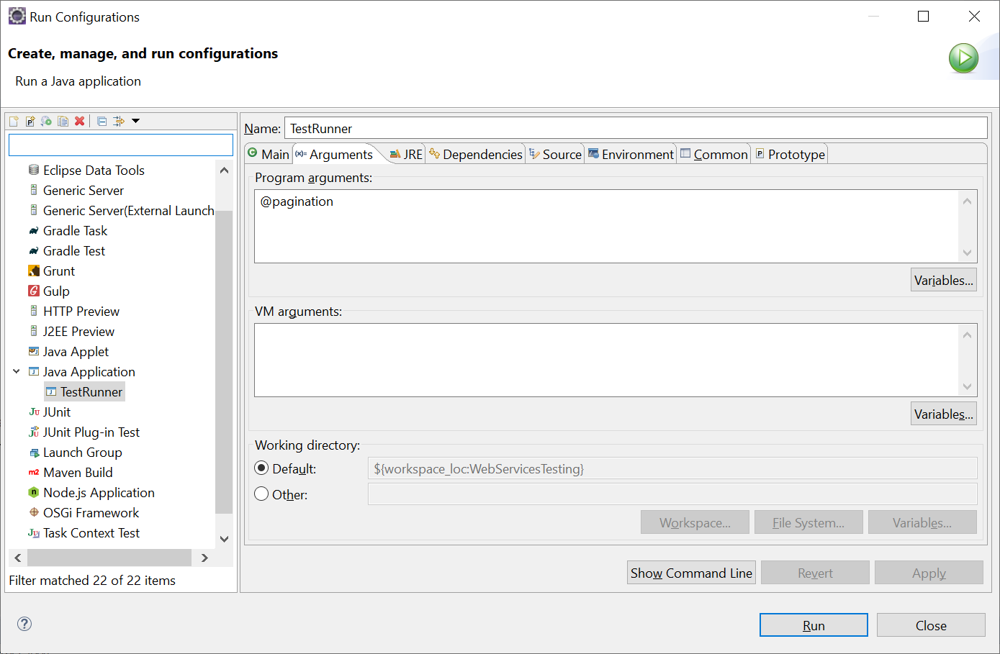 Run Configurations
Create, manage, and run configurations
Run a Java application
Name: TestRunner
Main Arguments JRE Dependencies Source Environment Common Prototype
Eclipse Data Tools
Generic Server
Generic Server(External Launch
Gradle Task
Gradle Test
Grunt
Gulp
HTTP Preview
J2EE Preview
Java Applet
Java Application
TestRunner
JUnit
JUnit Plug-in Test
Launch Group
Maven Build
Node.js Application
OSGi Framework
Task Context Test
Filter matched 22 of 22 items
Program arguments:
@pagination
Variables...
VM arguments:
Variables...
Working directory:
Default: ${workspace_loc:WebServicesTesting}
Other:
Workspace... File System... Variables...
Show Command Line Revert Apply
Run Close